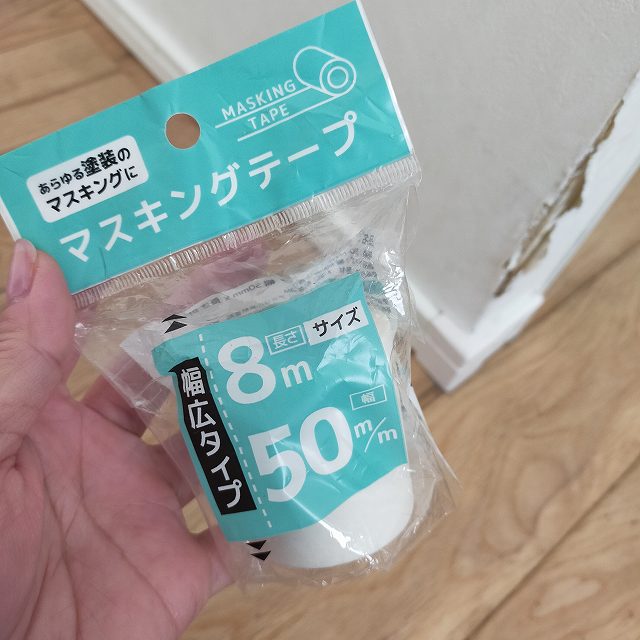 MASKING
TAPE
あらゆる塗装の
マスキングに
マスキングテープ
サイズ
長さ
8m
幅
50m/m
幅広タイプ